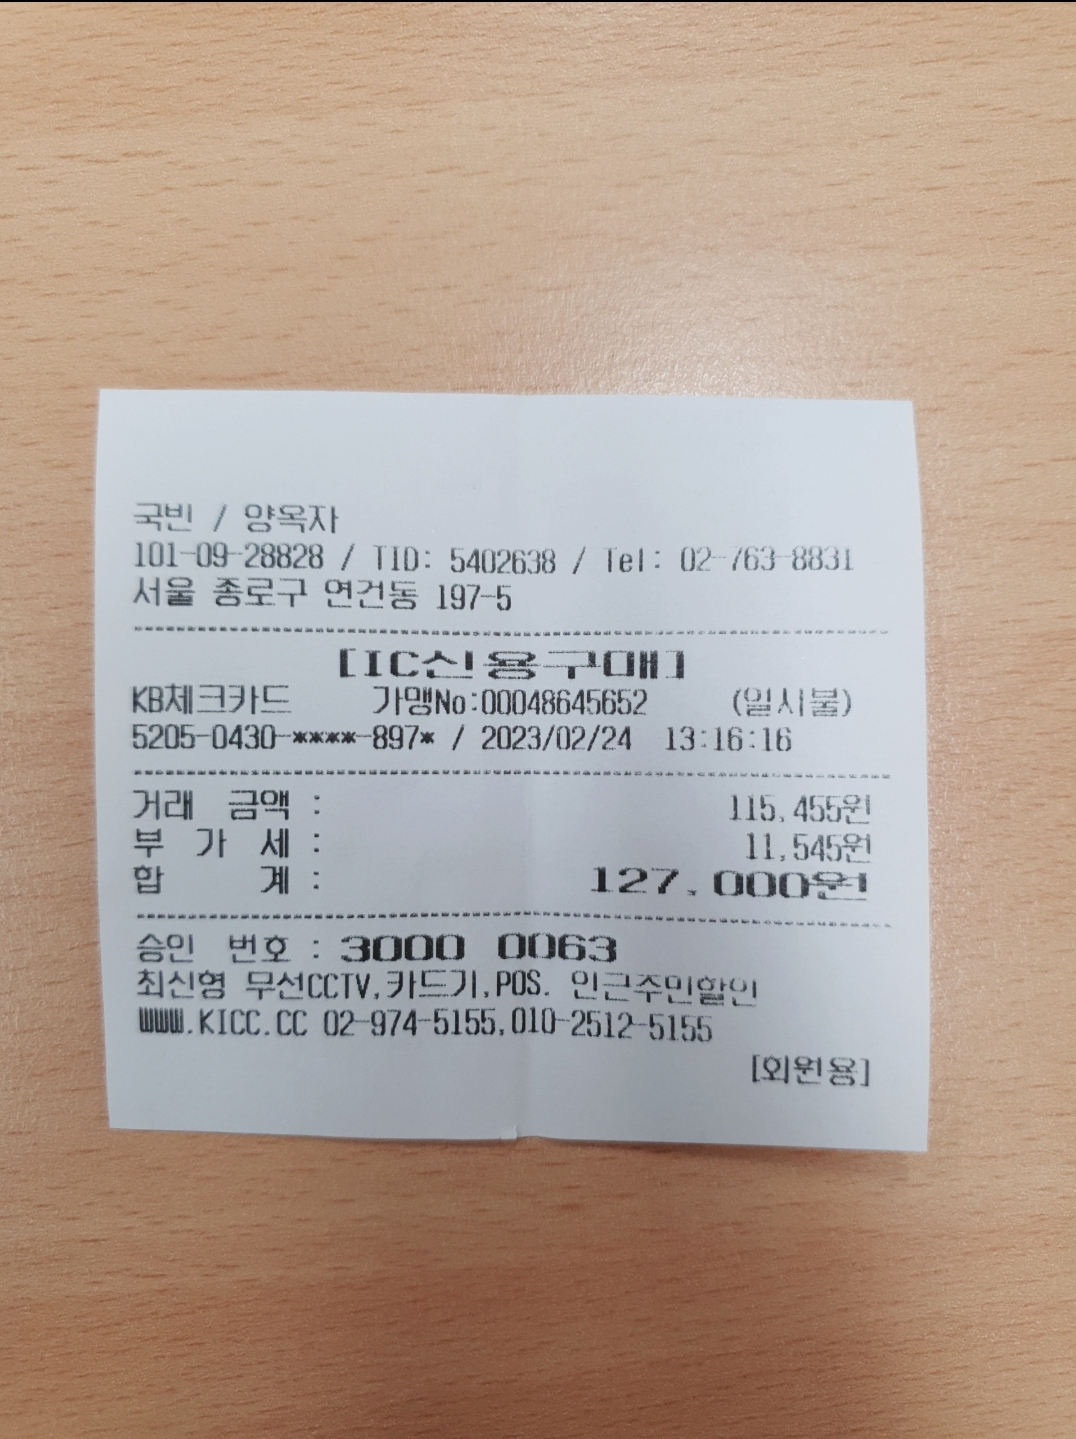 국빈 / 양옥자
101-09-28828 / TID: 5402638 / Tel: 02-763-8831
서울 종로구 연건동 197-5
[IC신용구매]
KB체크카드 가맹No:00048645652 (일시불)
5205-0430-****-897* / 2023/02/24 13:16:16
거래 금액 : 115,455원
부 가 세 : 11,545원
합 계 : 127,000원
승인 번호 : 3000 0063
최신형 무선CCTV,카드기,POS. 인근주민할인
WWW.KICC.CC 02-974-5155,010-2512-5155
[회원용]